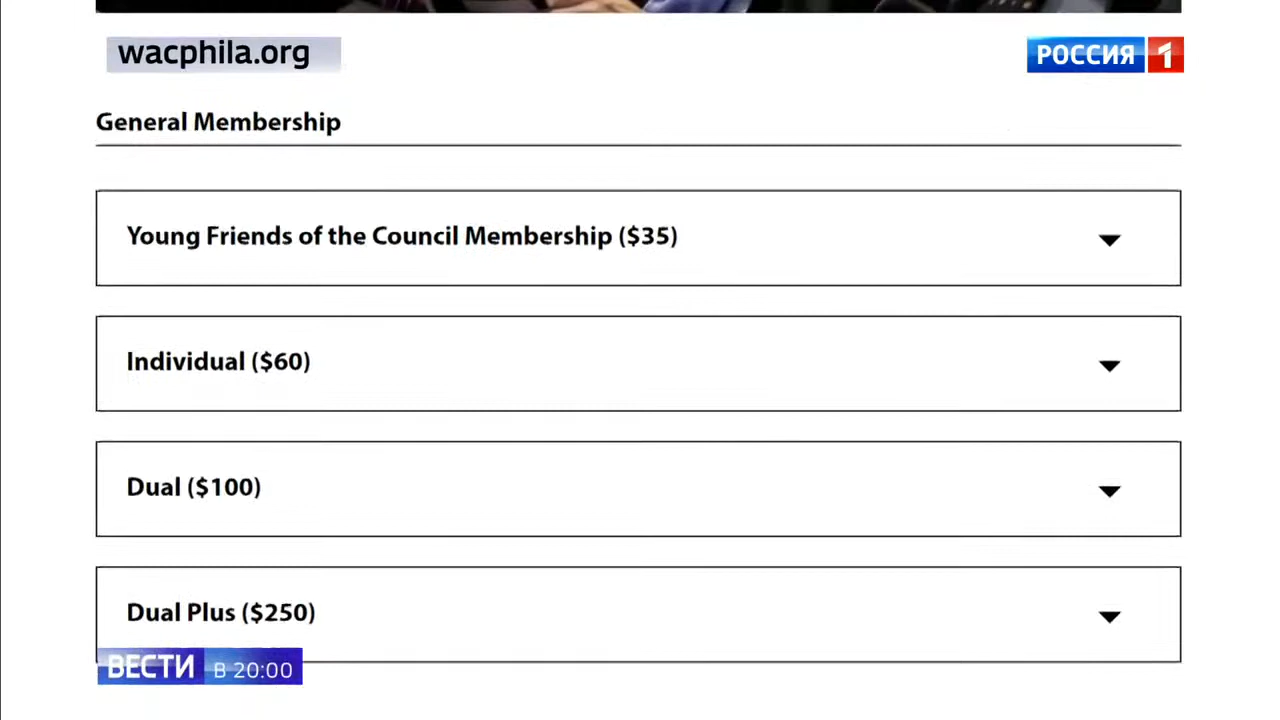 wacphila.org
РОССИЯ 1
General Membership
Young Friends of the Council Membership ($35)
Individual ($60)
Dual ($100)
Dual Plus ($250)
ВЕСТИ В 20:00